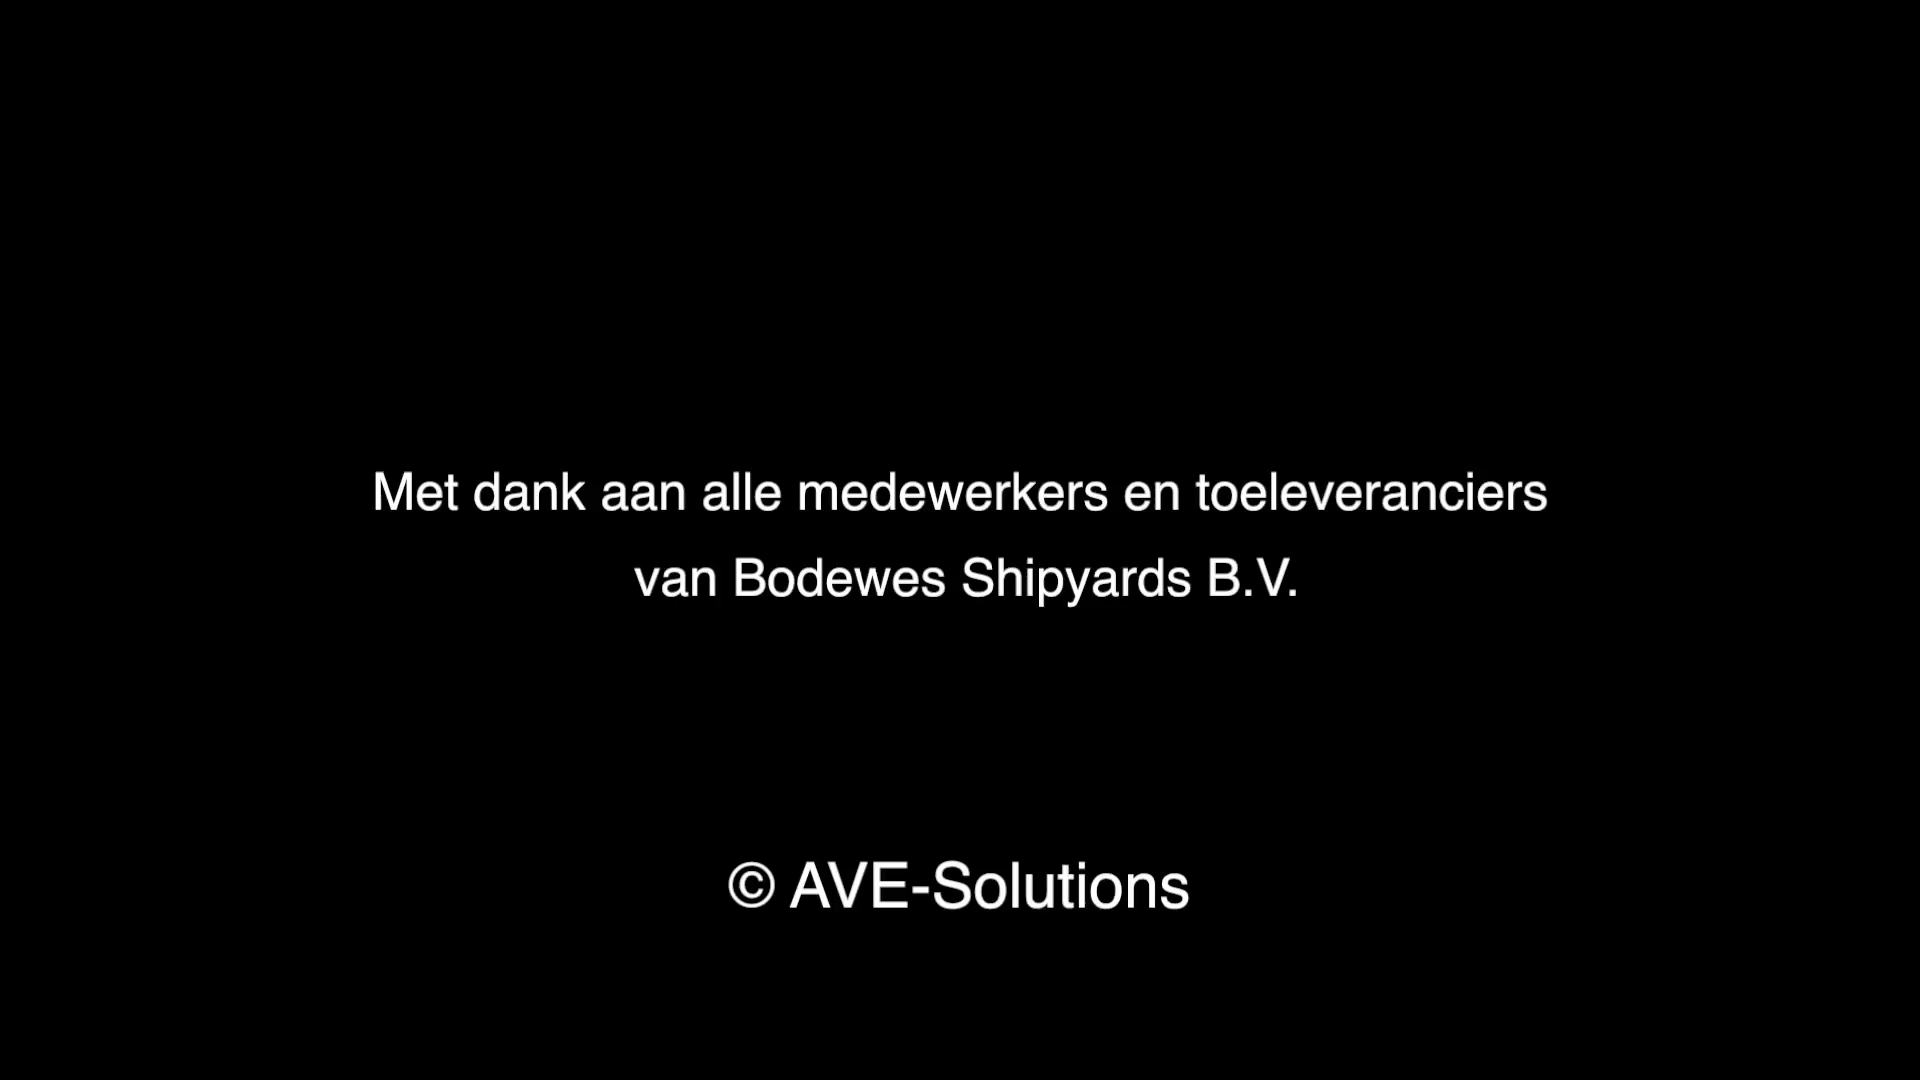 Met dank aan alle medewerkers en toeleveranciers
van Bodewes Shipyards B.V.
© AVE-Solutions